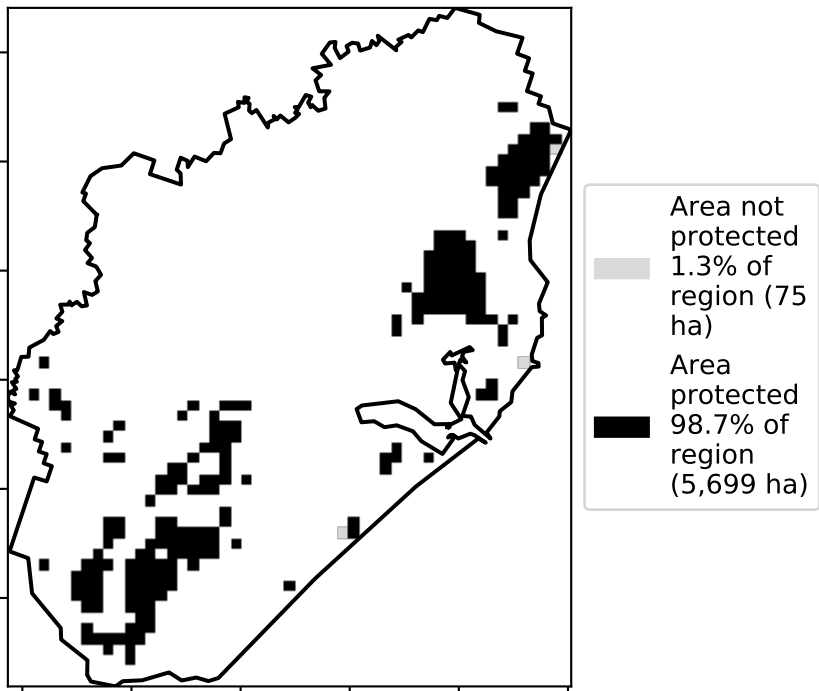 Area not
protected
1.3% of
region (75
ha)
Area
protected
98.7% of
region
(5,699 ha)